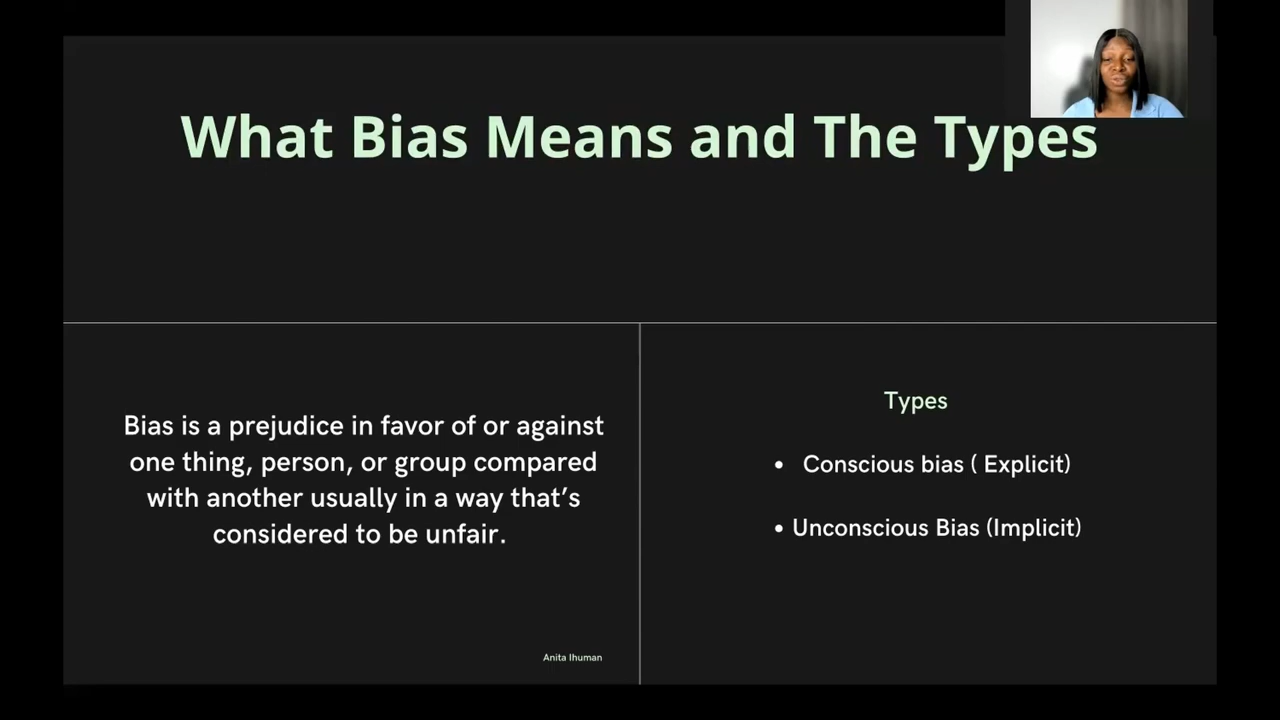 What Bias Means and The Types
Bias is a prejudice in favor of or against
one thing, person, or group compared
with another usually in a way that’s
considered to be unfair.
Anita Ihuman
Types
• Conscious bias ( Explicit)
• Unconscious Bias (Implicit)